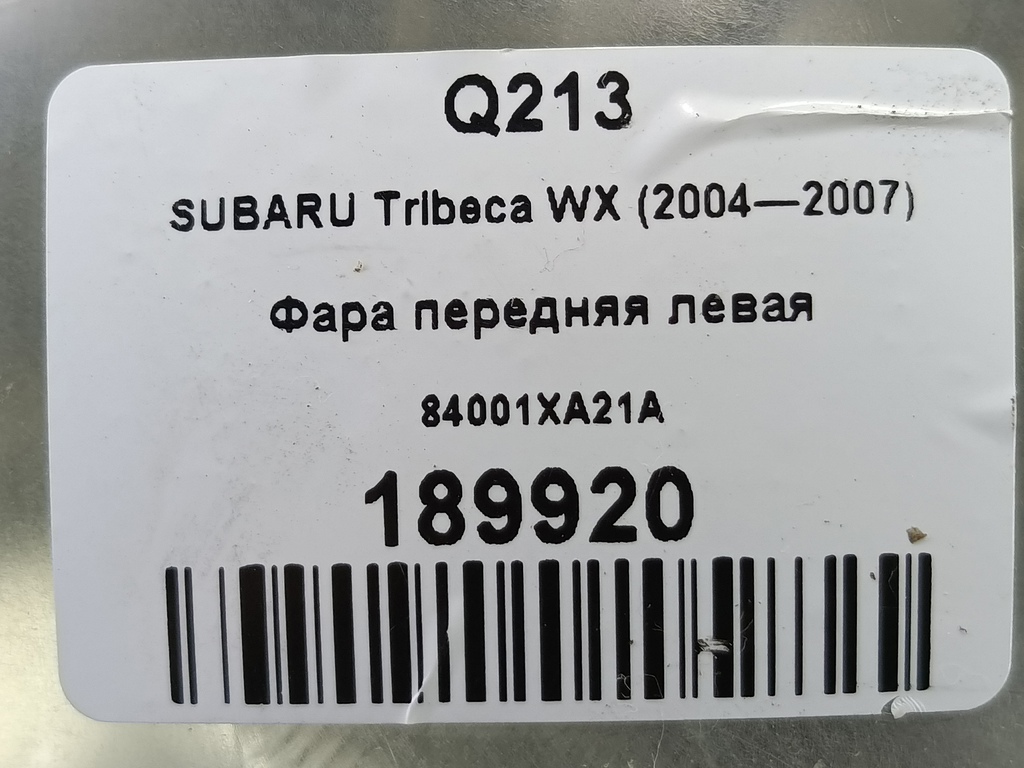 Q213
SUBARU Tribeca WX (2004—2007)
Фара передняя левая
84001XA21A
189920